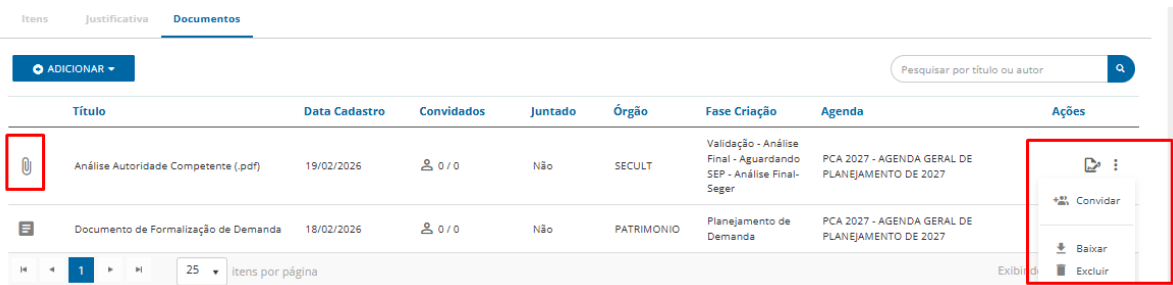 Itens Justificativa Documentos
ADICIONAR
Pesquisar por título ou autor
Título Data Cadastro Convidados Juntado Órgão Fase Criação Agenda Ações
Análise Autoridade Competente (.pdf) 19/02/2026 0 / 0 Não SECULT
Validação - Análise
Final - Aguardando
SEP - Análise Final-
Seger
PCA 2027 - AGENDA GERAL DE
PLANEJAMENTO DE 2027
Convidar
Documento de Formalização de Demanda 18/02/2026 0 / 0 Não PATRIMONIO
Planejamento de
Demanda
PCA 2027 - AGENDA GERAL DE
PLANEJAMENTO DE 2027
Baixar
Excluir
1 25 itens por página